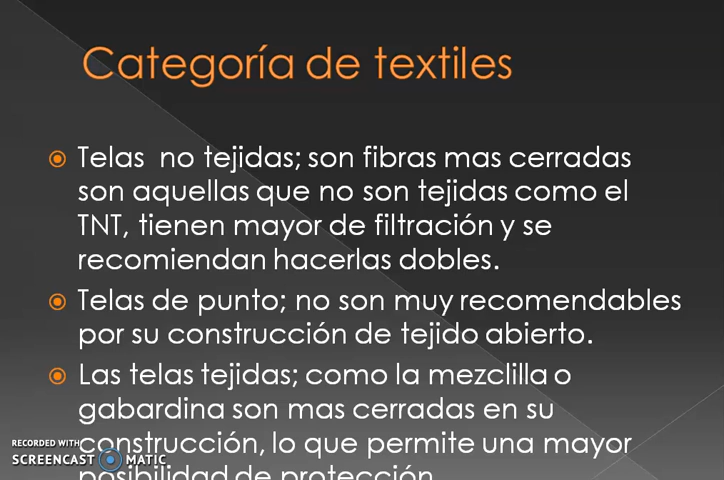 Categoría de textiles
Telas no tejidas; son fibras mas cerradas
son aquellas que no son tejidas como el
TNT, tienen mayor de filtración y se
recomiendan hacerlas dobles.
Telas de punto; no son muy recomendables
por su construcción de tejido abierto.
Las telas tejidas; como la mezclilla o
gabardina son mas cerradas en su
construcción, lo que permite una mayor
posibilidad de protección
RECORDED WITH
SCREENCAST MATIC